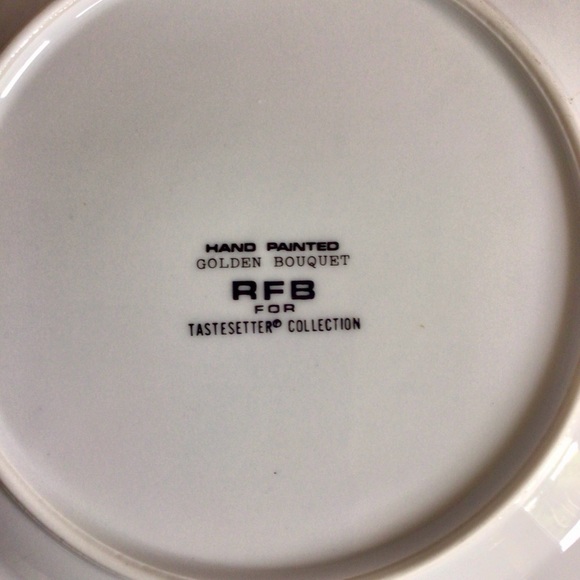 HAND PAINTED
GOLDEN BOUQUET
RFB
FOR
TASTESETTER© COLLECTION